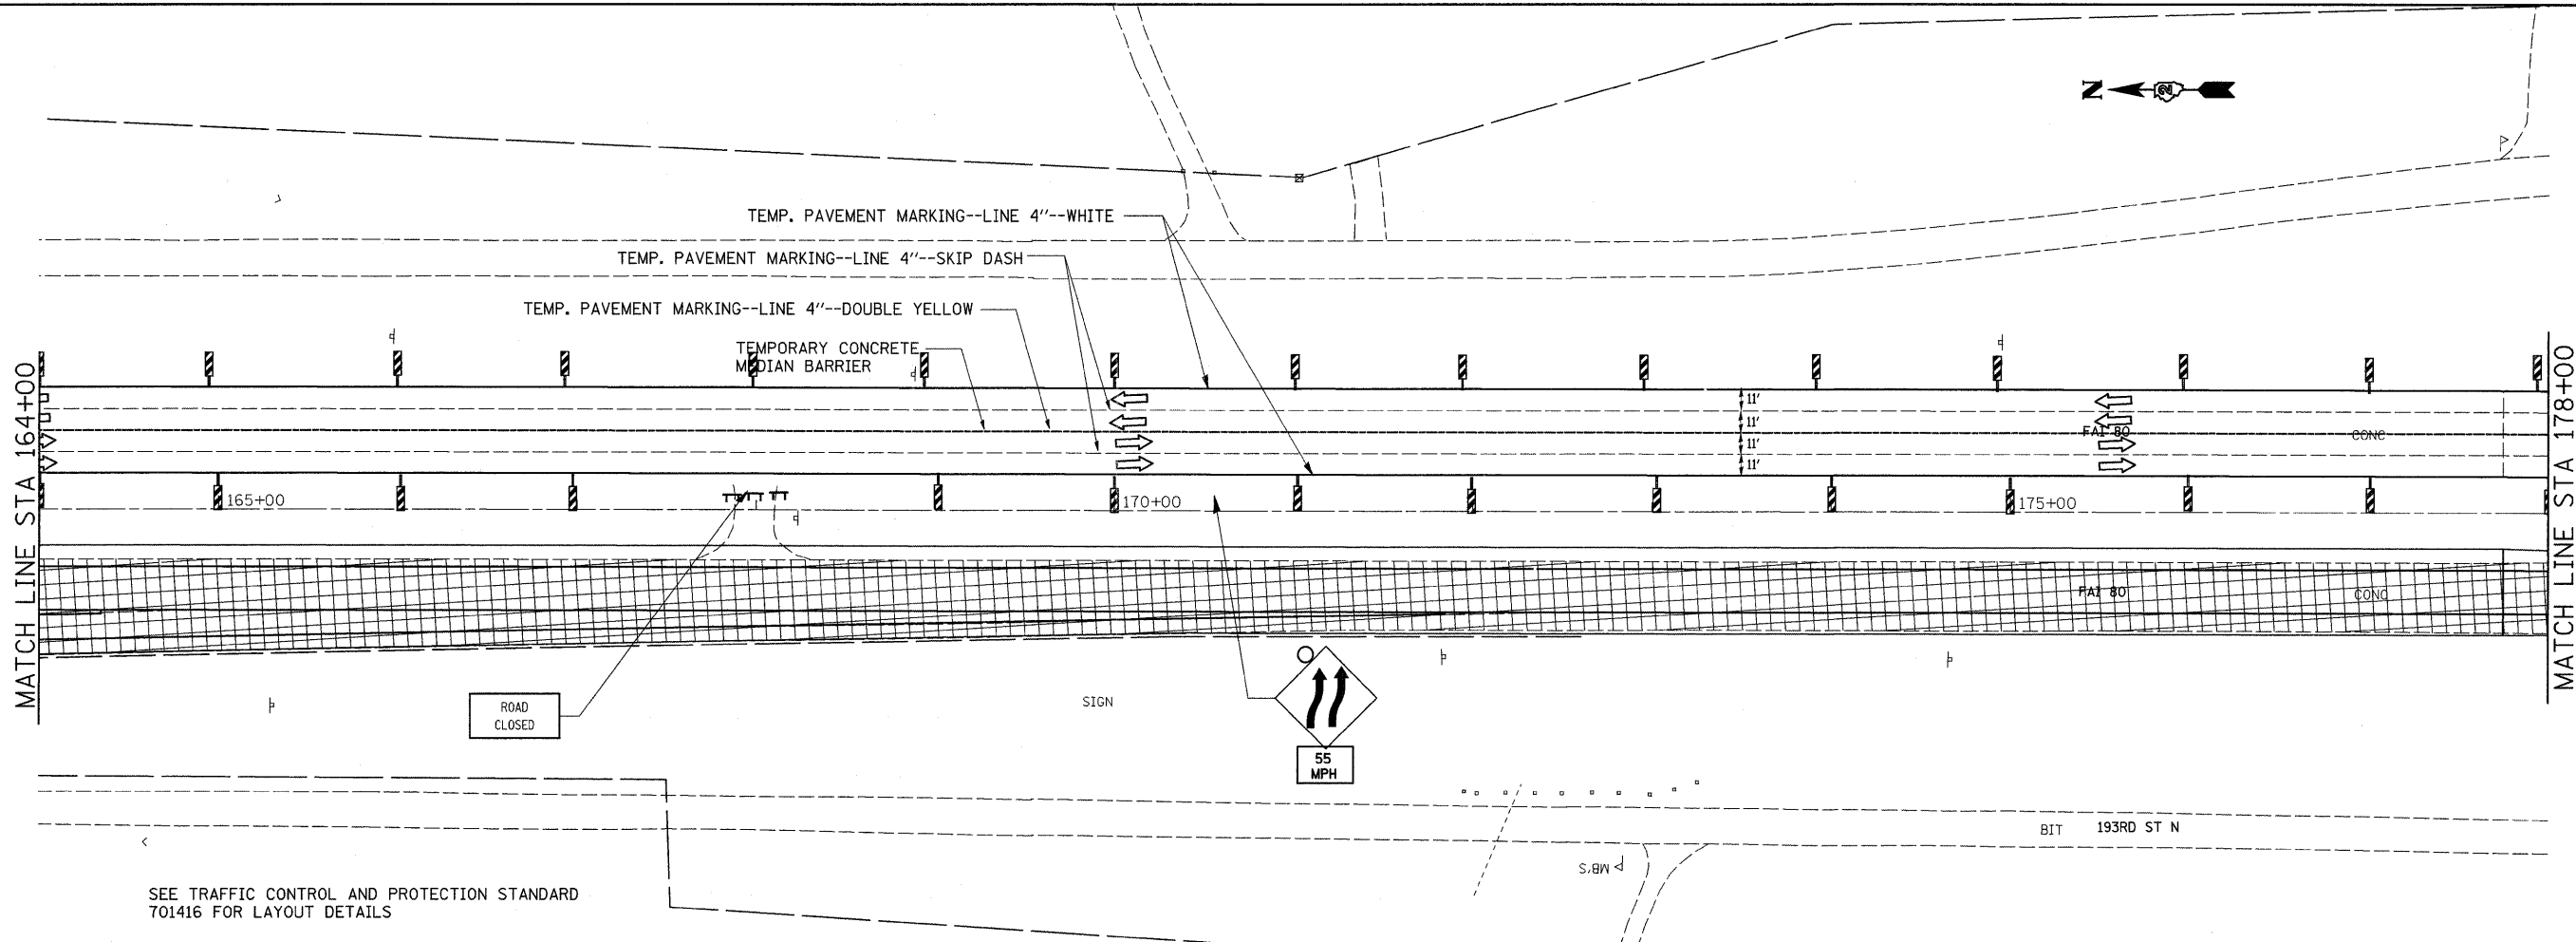 N
2
TEMP. PAVEMENT MARKING--LINE 4"--WHITE
TEMP. PAVEMENT MARKING--LINE 4"--SKIP DASH
TEMP. PAVEMENT MARKING--LINE 4"--DOUBLE YELLOW
TEMPORARY CONCRETE
MEDIAN BARRIER
MATCH LINE STA 164+00
MATCH LINE STA 178+00
11'
11'
11'
11'
FAI 80
CONC
165+00
170+00
175+00
FAI 80
CONC
ROAD
CLOSED
SIGN
55
MPH
BIT
193RD ST N
MB'S
SEE TRAFFIC CONTROL AND PROTECTION STANDARD
701416 FOR LAYOUT DETAILS